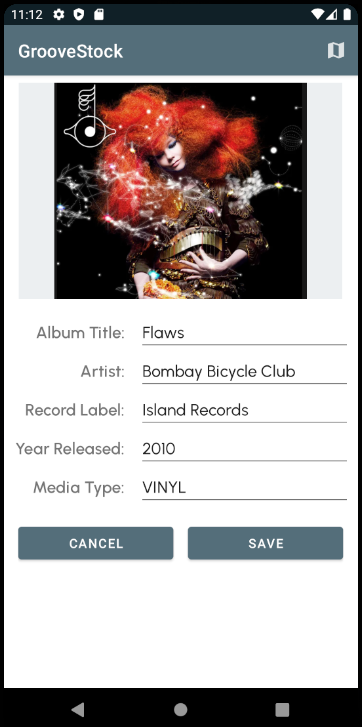 11:12
GrooveStock
Album Title: Flaws
Artist: Bombay Bicycle Club
Record Label: Island Records
Year Released: 2010
Media Type: VINYL
CANCEL SAVE